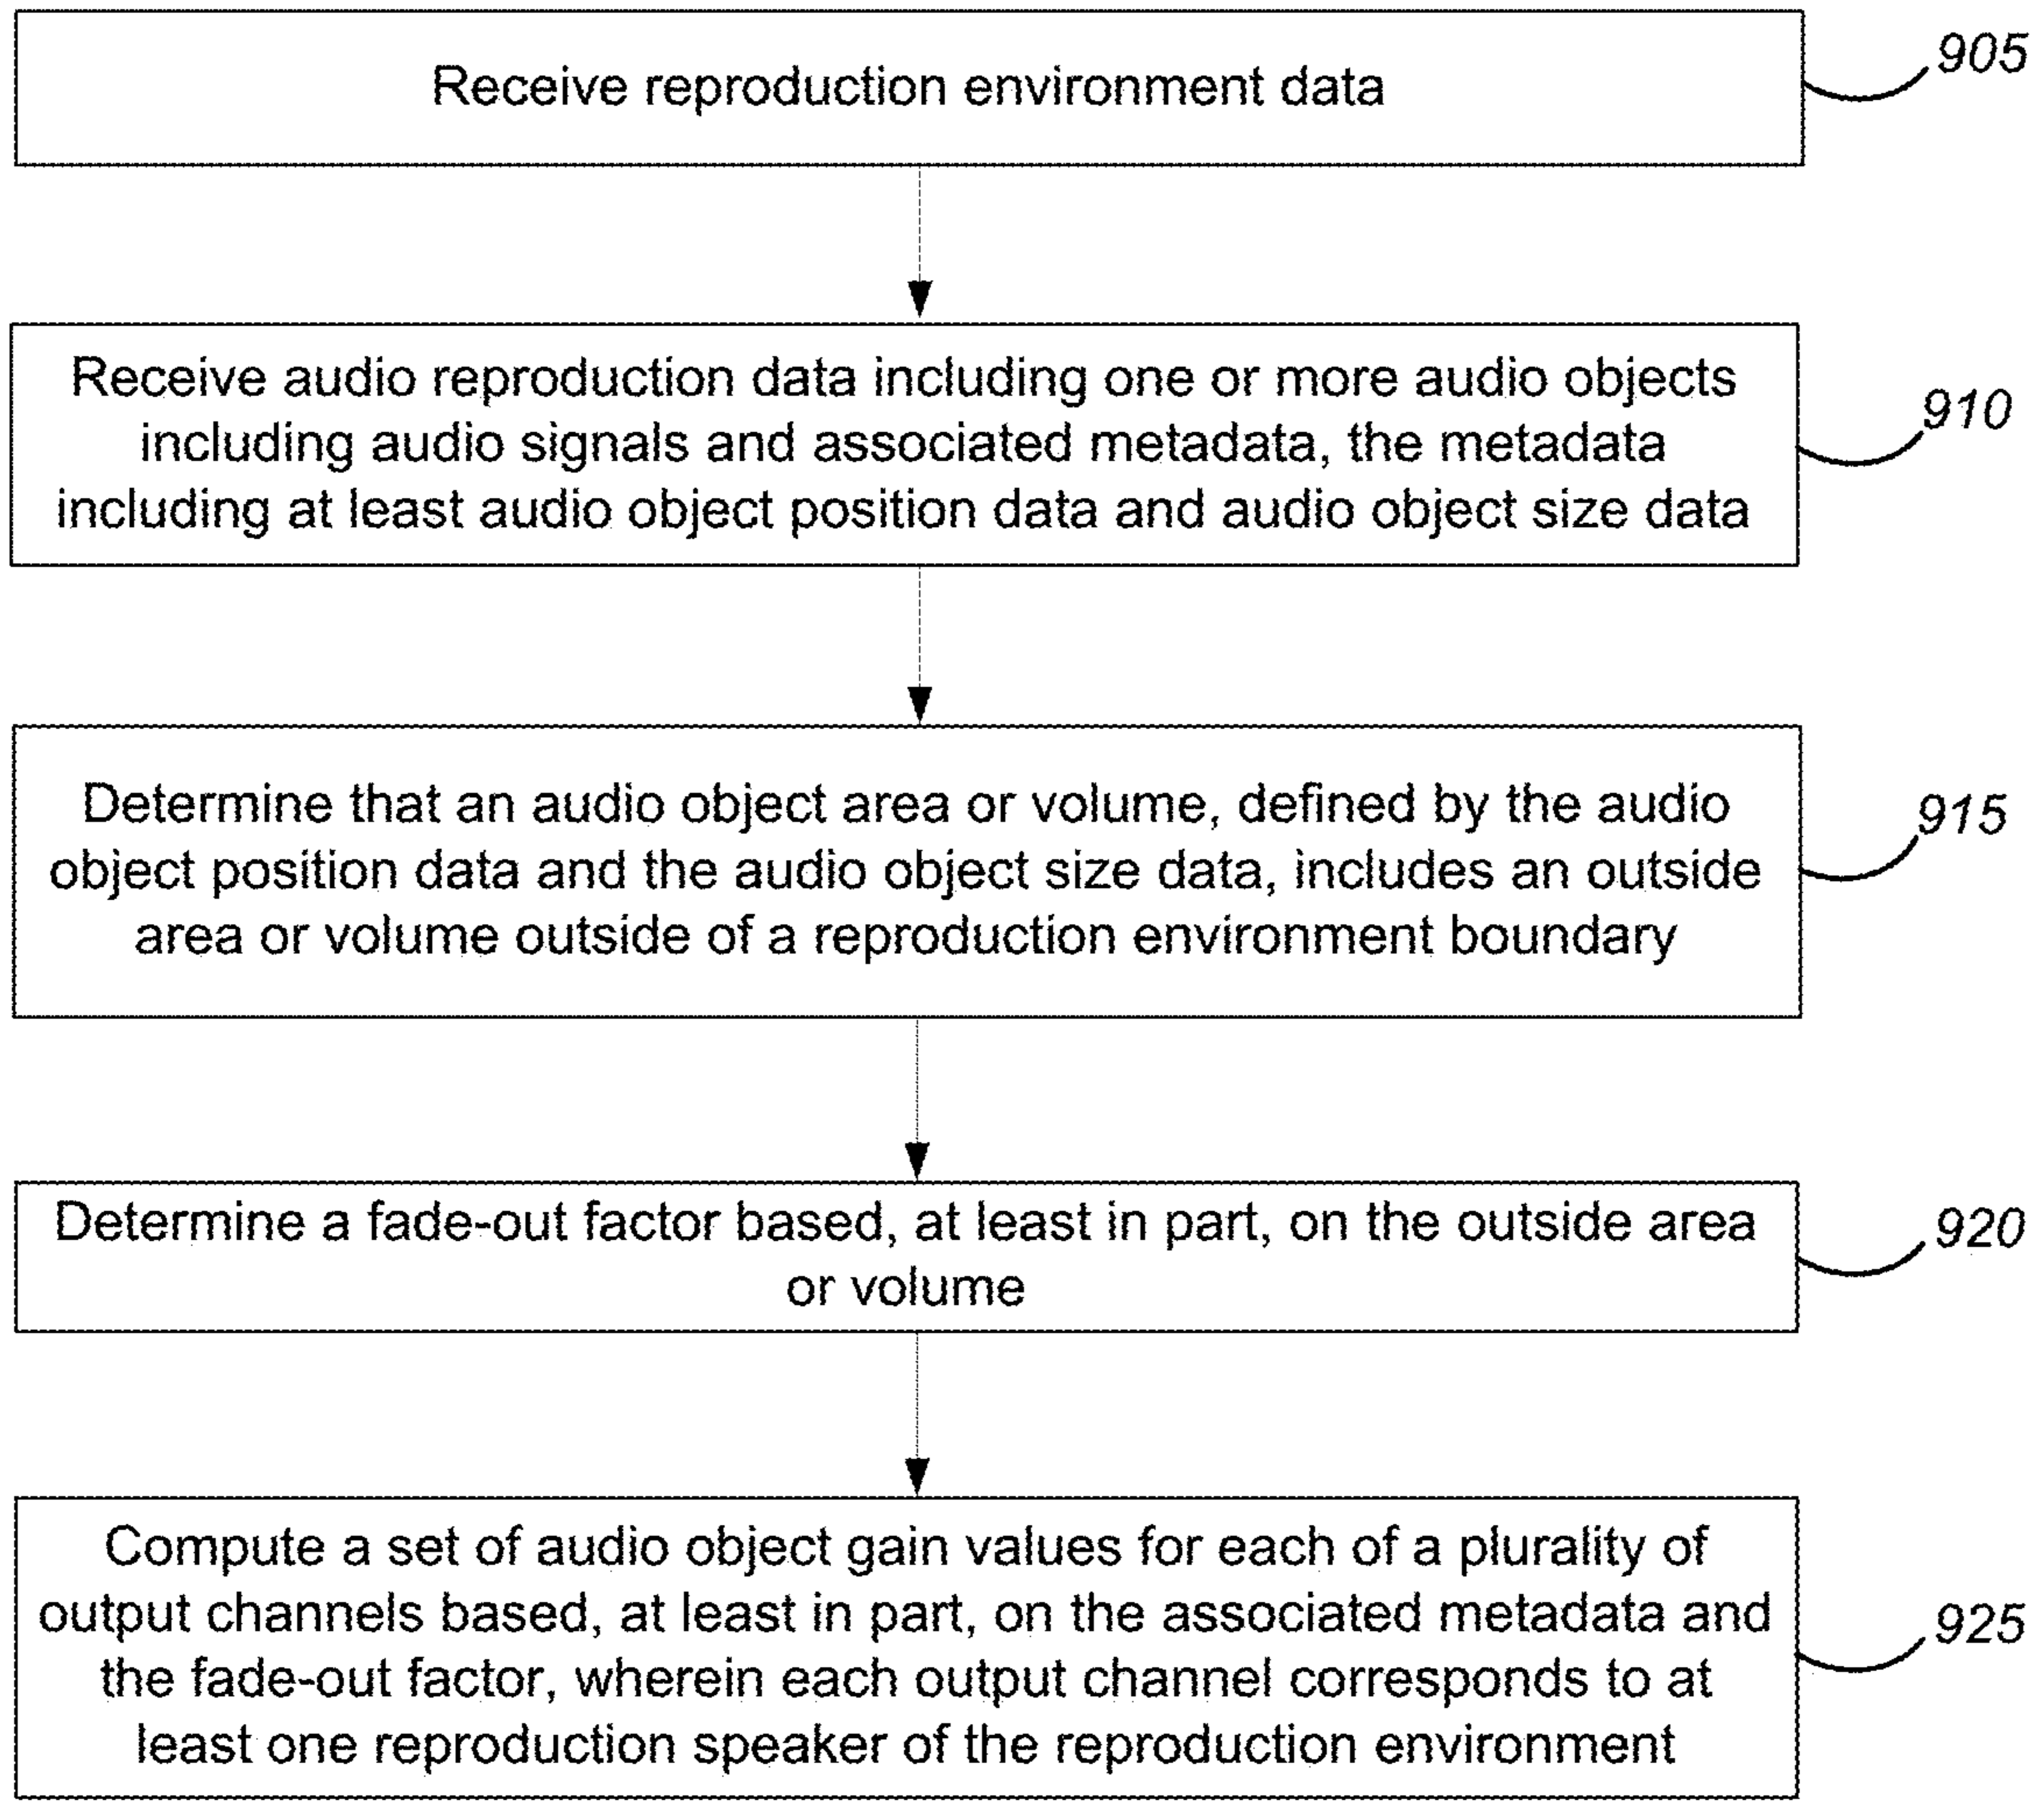 Receive reproduction environment data
905
Receive audio reproduction data including one or more audio objects
including audio signals and associated metadata, the metadata
including at least audio object position data and audio object size data
910
Determine that an audio object area or volume, defined by the audio
object position data and the audio object size data, includes an outside
area or volume outside of a reproduction environment boundary
915
Determine a fade-out factor based, at least in part, on the outside area
or volume
920
Compute a set of audio object gain values for each of a plurality of
output channels based, at least in part, on the associated metadata and
the fade-out factor, wherein each output channel corresponds to at
least one reproduction speaker of the reproduction environment
925